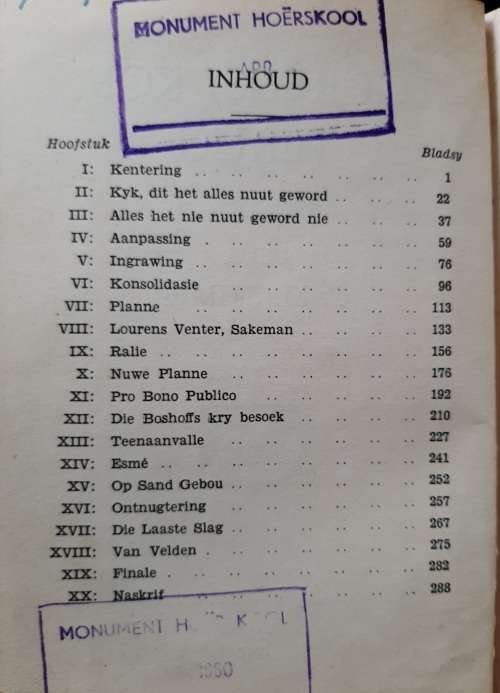 MONUMENT HOËRSKOOL
INHOUD
Hoofstuk Bladsy
I: Kentering .. .. .. .. .. .. .. 1
II: Kyk, dit het alles nuut geword .. .. .. 22
III: Alles het nie nuut geword nie .. .. .. 37
IV: Aanpassing . .. .. .. .. .. .. 59
V: Ingrawing .. .. .. .. .. .. .. 76
VI: Konsolidasie .. .. .. .. .. .. 96
VII: Planne .. .. .. .. .. .. 113
VIII: Lourens Venter, Sakeman .. .. .. .. 133
IX: Ralie .. .. .. .. .. .. .. 156
X: Nuwe Planne .. .. .. .. .. .. 176
XI: Pro Bono Publico .. .. .. .. .. 192
XII: Die Boshoffs kry besoek .. .. .. .. 210
XIII: Teenaanvalle .. .. .. .. .. .. 227
XIV: Esmé .. .. .. .. .. .. .. 241
XV: Op Sand Gebou .. .. .. .. .. .. 252
XVI: Ontnugtering .. .. .. .. .. .. 257
XVII: Die Laaste Slag .. .. .. .. .. .. 267
XVIII: Van Velden . .. .. .. .. .. .. 275
XIX: Finale . .. .. .. .. .. .. 282
XX: Naskrif .. .. .. .. .. .. 288
MONUMENT